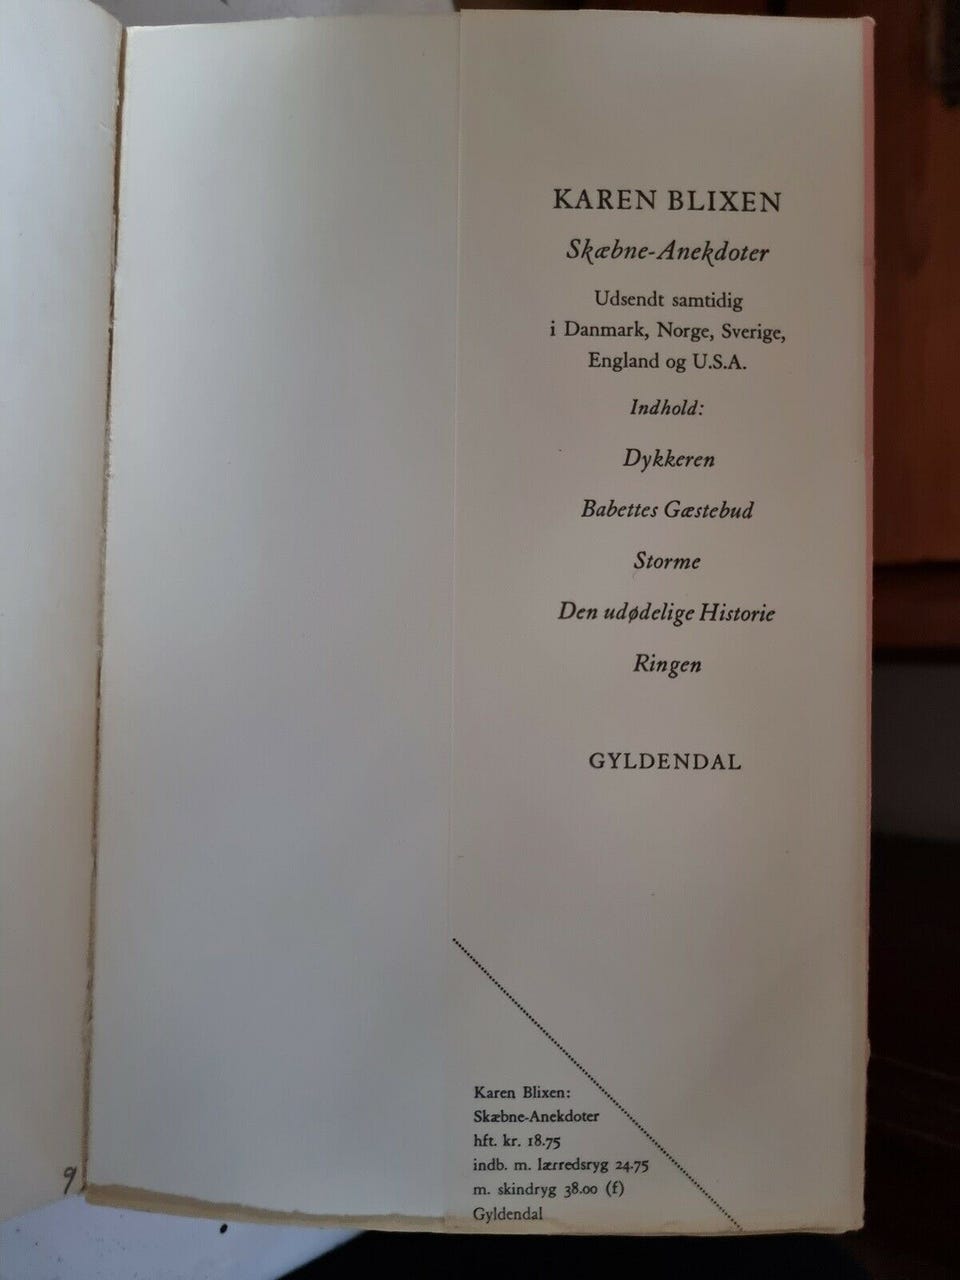 KAREN BLIXEN
Skæbne-Anekdoter
Udsendt samtidig
i Danmark, Norge, Sverige,
England og U.S.A.
Indhold:
Dykkeren
Babettes Gæstebud
Storme
Den udødelige Historie
Ringen
GYLDENDAL
Karen Blixen:
Skæbne-Anekdoter
hft. kr. 18.75
indb. m. lærredsryg 24.75
m. skindryg 38.00 (f)
Gyldendal
9